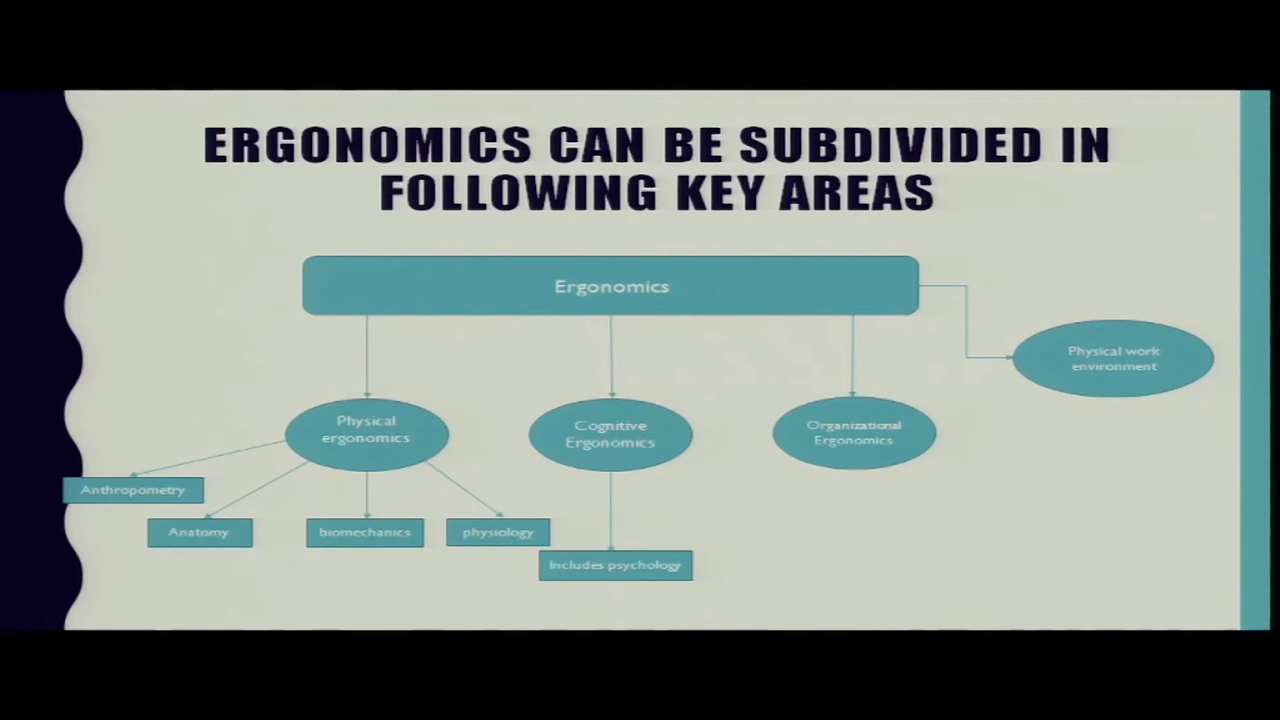 ERGONOMICS CAN BE SUBDIVIDED IN
FOLLOWING KEY AREAS
Ergonomics
Physical work
environment
Physical
ergonomics
Cognitive
Ergonomics
Organizational
Ergonomics
Anthropometry
Anatomy
biomechanics
physiology
Includes psychology